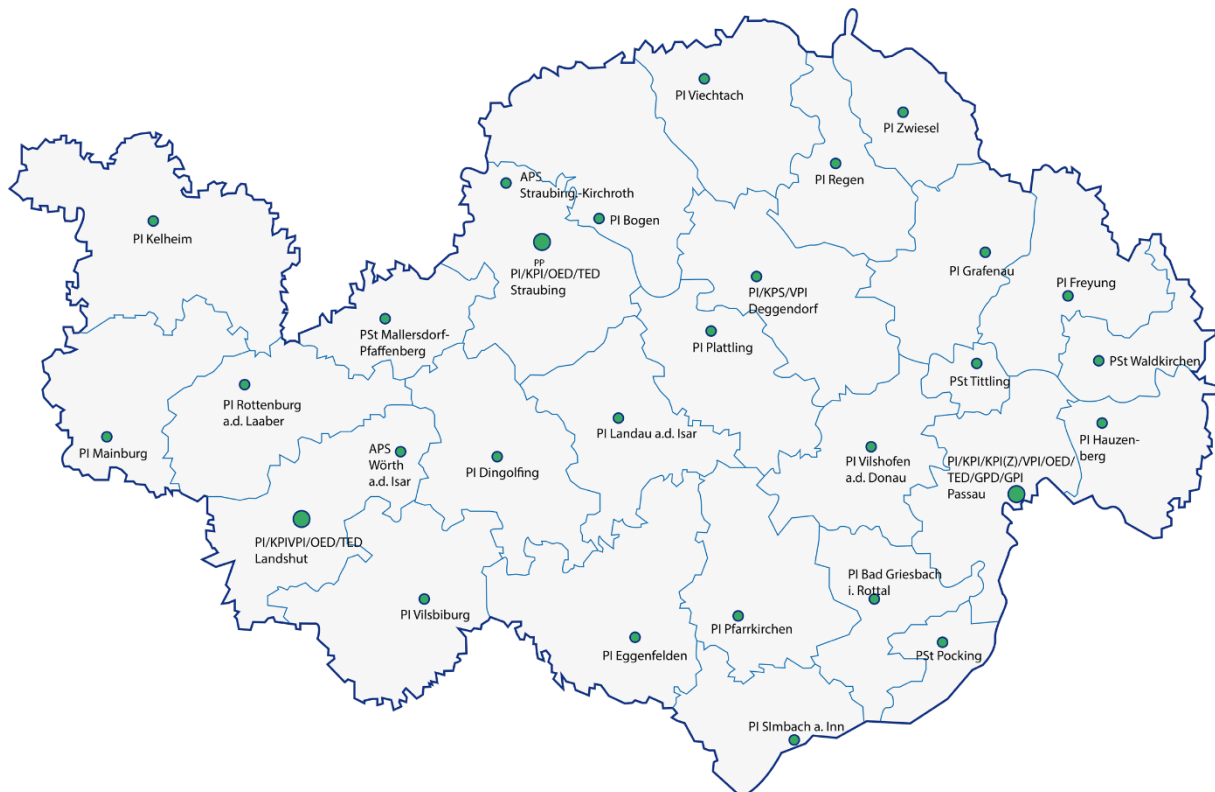 PI Viechtach
PI Zwiesel
PI Regen
APS
Straubing.-Kirchroth
PI Bogen
PI Kelheim
PP
PI/KPI/OED/TED
Straubing
PI Grafenau
PI/KPS/VPI
Deggendorf
PI Freyung
PSt Mallersdorf-
Pfaffenberg
PI Plattling
PSt Waldkirchen
PSt Tittling
PI Rottenburg
a.d. Laaber
PI Landau a.d. Isar
PI Mainburg
APS
Wörth
a.d. Isar
PI Dingolfing
PI Vilshofen
a.d. Donau
PI/KPI/KPI(Z)/VPI/OED/
TED/GPD/GPI
Passau
PI Hauzen-
berg
PI/KPIVPI/OED/TED
Landshut
PI Bad Griesbach
i. Rottal
PI Vilsbiburg
PI Pfarrkirchen
PI Eggenfelden
PSt Pocking
PI SImbach a. Inn